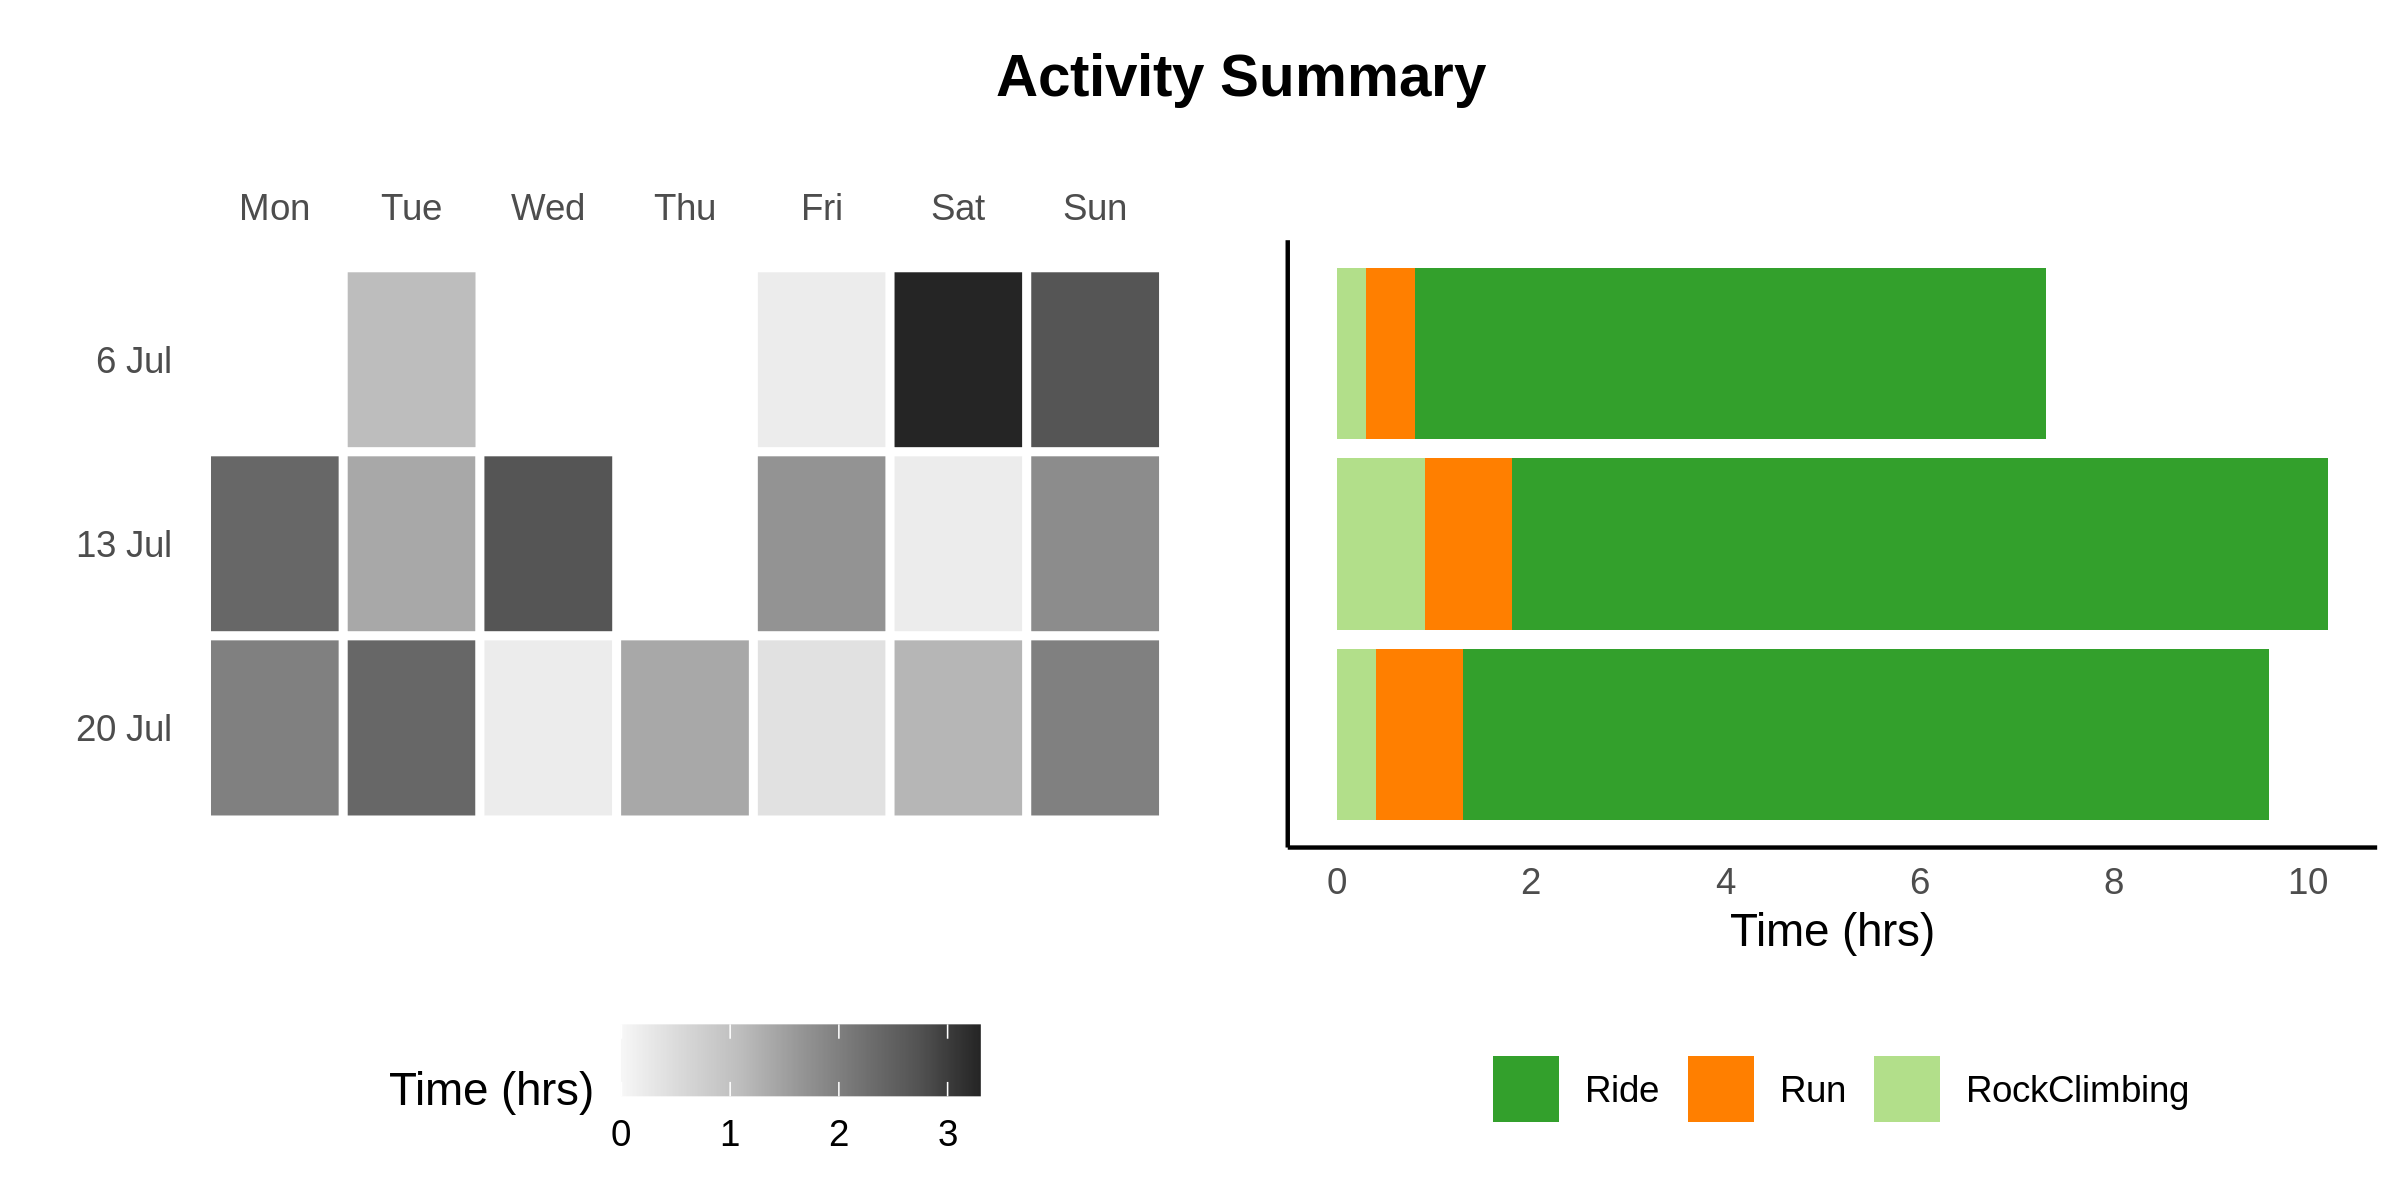 Activity Summary
Mon Tue Wed Thu Fri Sat Sun
6 Jul
13 Jul
20 Jul
0 2 4 6 8 10
Time (hrs)
Time (hrs)
0 1 2 3
Ride Run RockClimbing